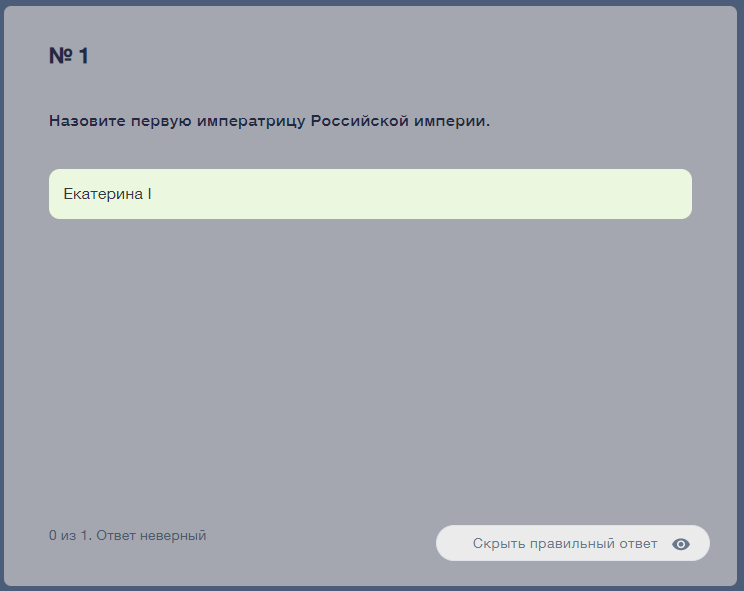 № 1
Назовите первую императрицу Российской империи.
Екатерина I
0 из 1. Ответ неверный
Скрыть правильный ответ